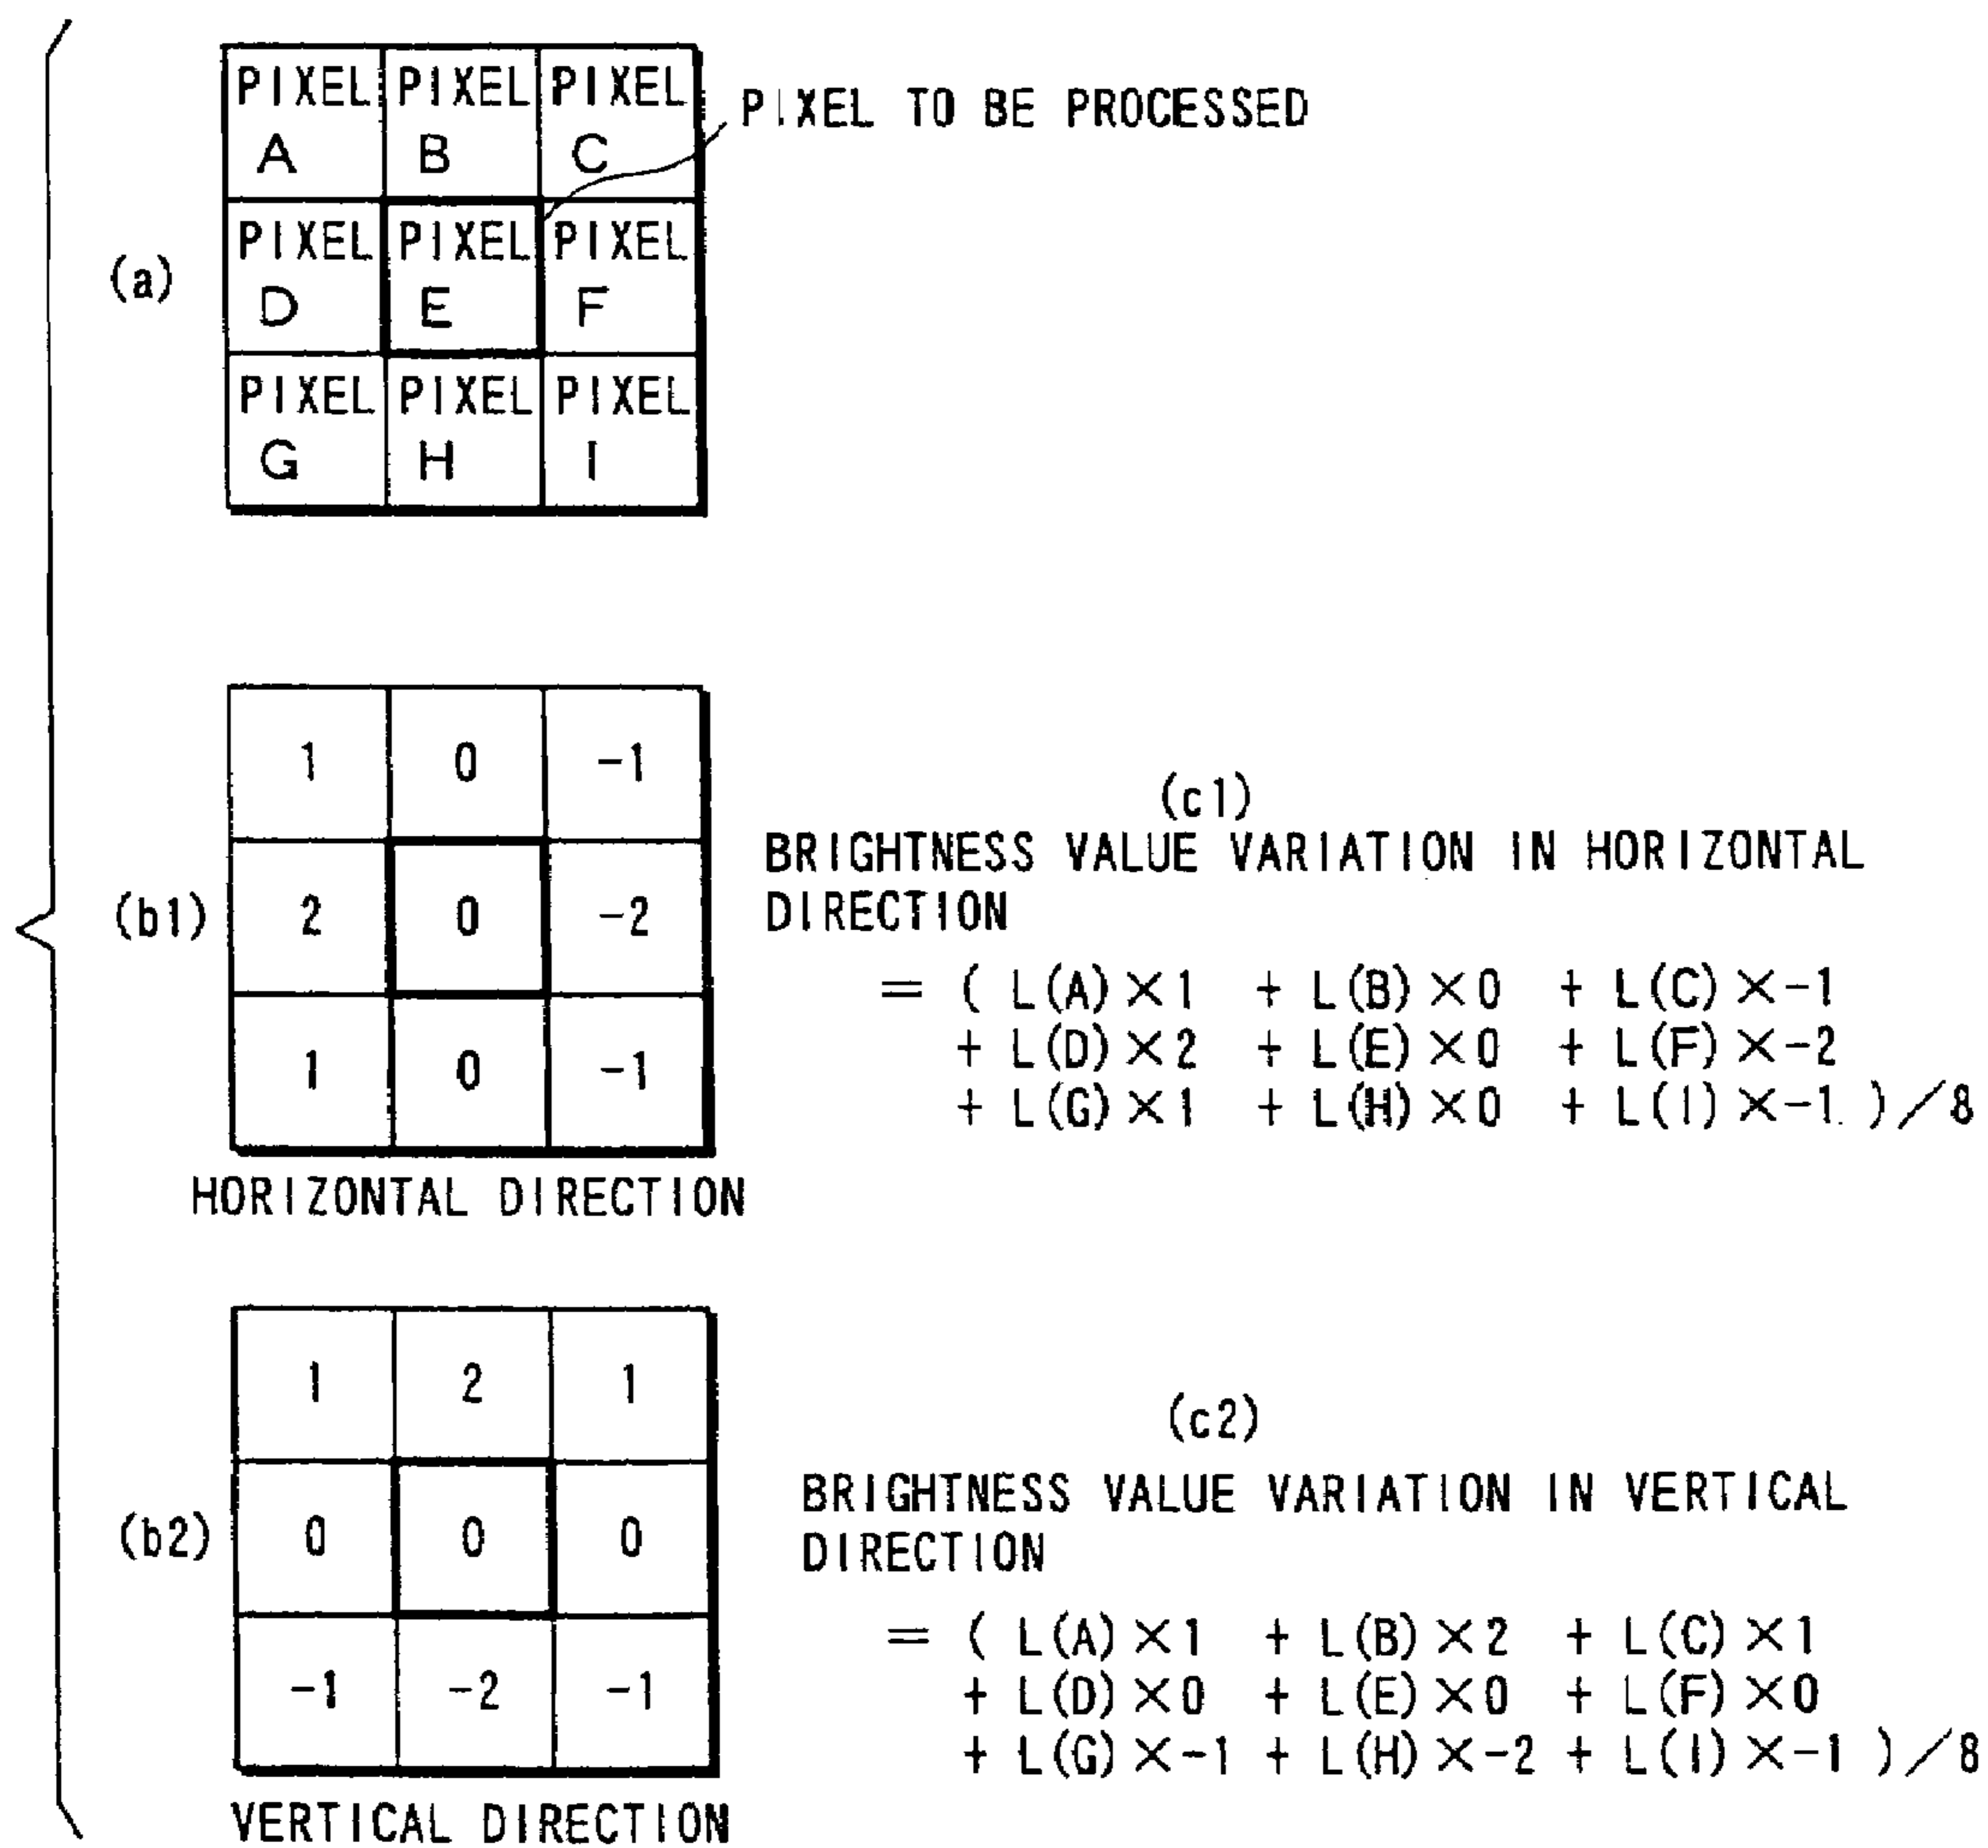 (a)
PIXEL PIXEL PIXEL
A B C
PIXEL TO BE PROCESSED
PIXEL PIXEL PIXEL
D E F
PIXEL PIXEL PIXEL
G H I
(b1)
1 0 -1
2 0 -2
1 0 -1
HORIZONTAL DIRECTION
(c1)
BRIGHTNESS VALUE VARIATION IN HORIZONTAL
DIRECTION
= ( L(A)×1 + L(B)×0 + L(C)×-1
+ L(D)×2 + L(E)×0 + L(F)×-2
+ L(G)×1 + L(H)×0 + L(I)×-1 )/8
(b2)
1 2 1
0 0 0
-1 -2 -1
VERTICAL DIRECTION
(c2)
BRIGHTNESS VALUE VARIATION IN VERTICAL
DIRECTION
= ( L(A)×1 + L(B)×2 + L(C)×1
+ L(D)×0 + L(E)×0 + L(F)×0
+ L(G)×-1 + L(H)×-2 + L(I)×-1 )/8